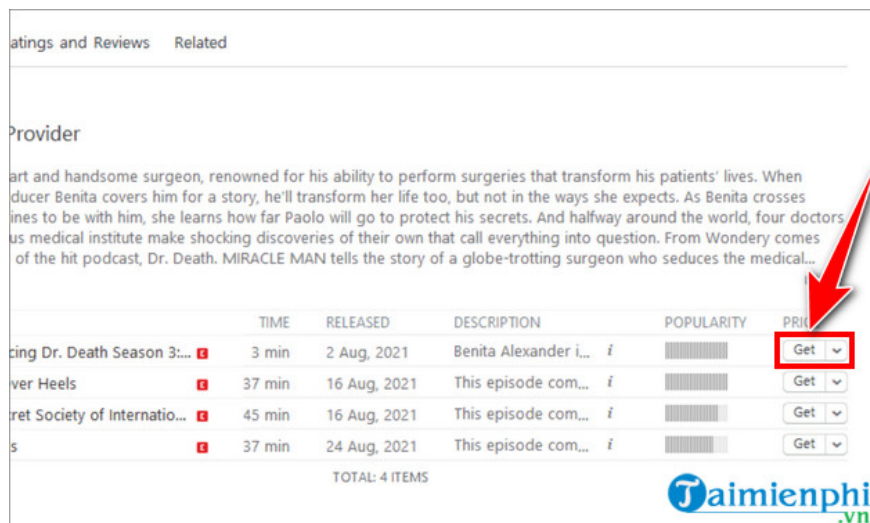 atings and Reviews Related
Provider
art and handsome surgeon, renowned for his ability to perform surgeries that transform his patients' lives. When
ducer Benita covers him for a story, he'll transform her life too, but not in the ways she expects. As Benita crosses
ines to be with him, she learns how far Paolo will go to protect his secrets. And halfway around the world, four doctors
us medical institute make shocking discoveries of their own that call everything into question. From Wondery comes
of the hit podcast, Dr. Death. MIRACLE MAN tells the story of a globe-trotting surgeon who seduces the medical...
TIME RELEASED DESCRIPTION POPULARITY PRI
cing Dr. Death Season 3:... E 3 min 2 Aug, 2021 Benita Alexander i... i Get
ver Heels 37 min 16 Aug, 2021 This episode com... i Get
ret Society of Internatio... E 45 min 16 Aug, 2021 This episode com... i Get
s E 37 min 24 Aug, 2021 This episode com... i Get
TOTAL: 4 ITEMS
Taimienphi
.vn